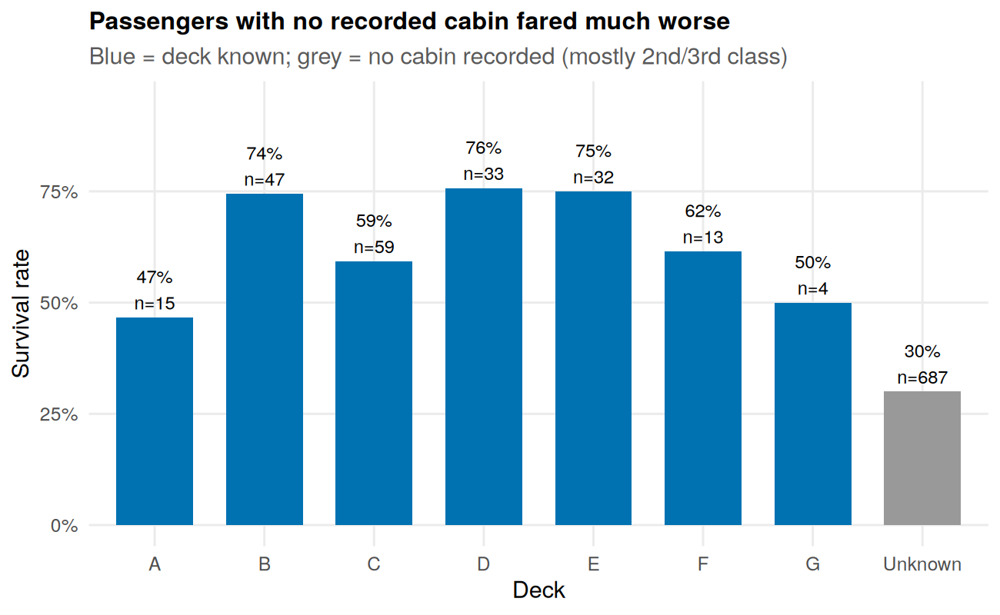 Passengers with no recorded cabin fared much worse
Blue = deck known; grey = no cabin recorded (mostly 2nd/3rd class)
Survival rate
75%
50%
25%
0%
47%
n=15
74%
n=47
59%
n=59
76%
n=33
75%
n=32
62%
n=13
50%
n=4
30%
n=687
A B C D E F G Unknown
Deck